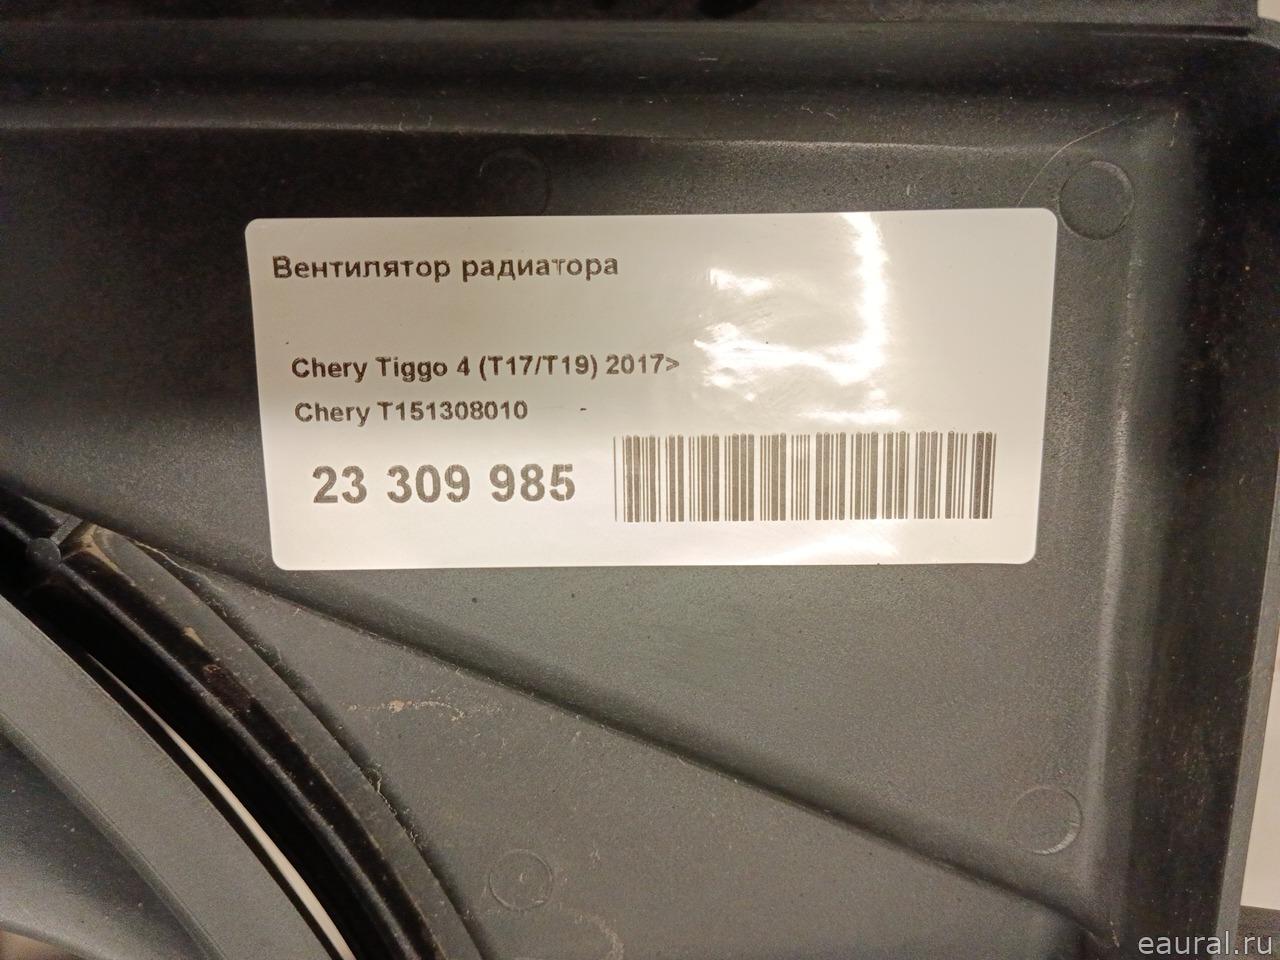 Вентилятор радиатора
Chery Tiggo 4 (T17/T19) 2017>
Chery T151308010 -
23 309 985
eaural.ru